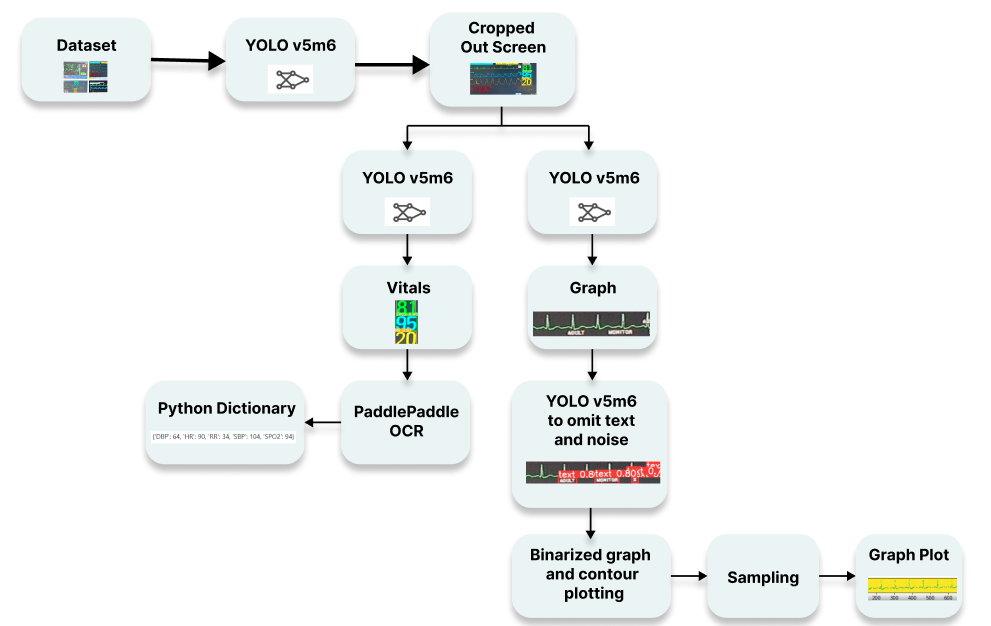 Dataset
YOLO v5m6
Cropped
Out Screen
81
95
20
YOLO v5m6
YOLO v5m6
Vitals
81
95
20
Graph
ADULT
MONITOR
PaddlePaddle
OCR
Python Dictionary
{'DBP': 64, 'HR': 90, 'RR': 34, 'SBP': 104, 'SPO2': 94}
YOLO v5m6
to omit text
and noise
text 0.8 text 0.80
ADULT
MONITOR
Binarized graph
and contour
plotting
Sampling
Graph Plot
200 300 400 500 600